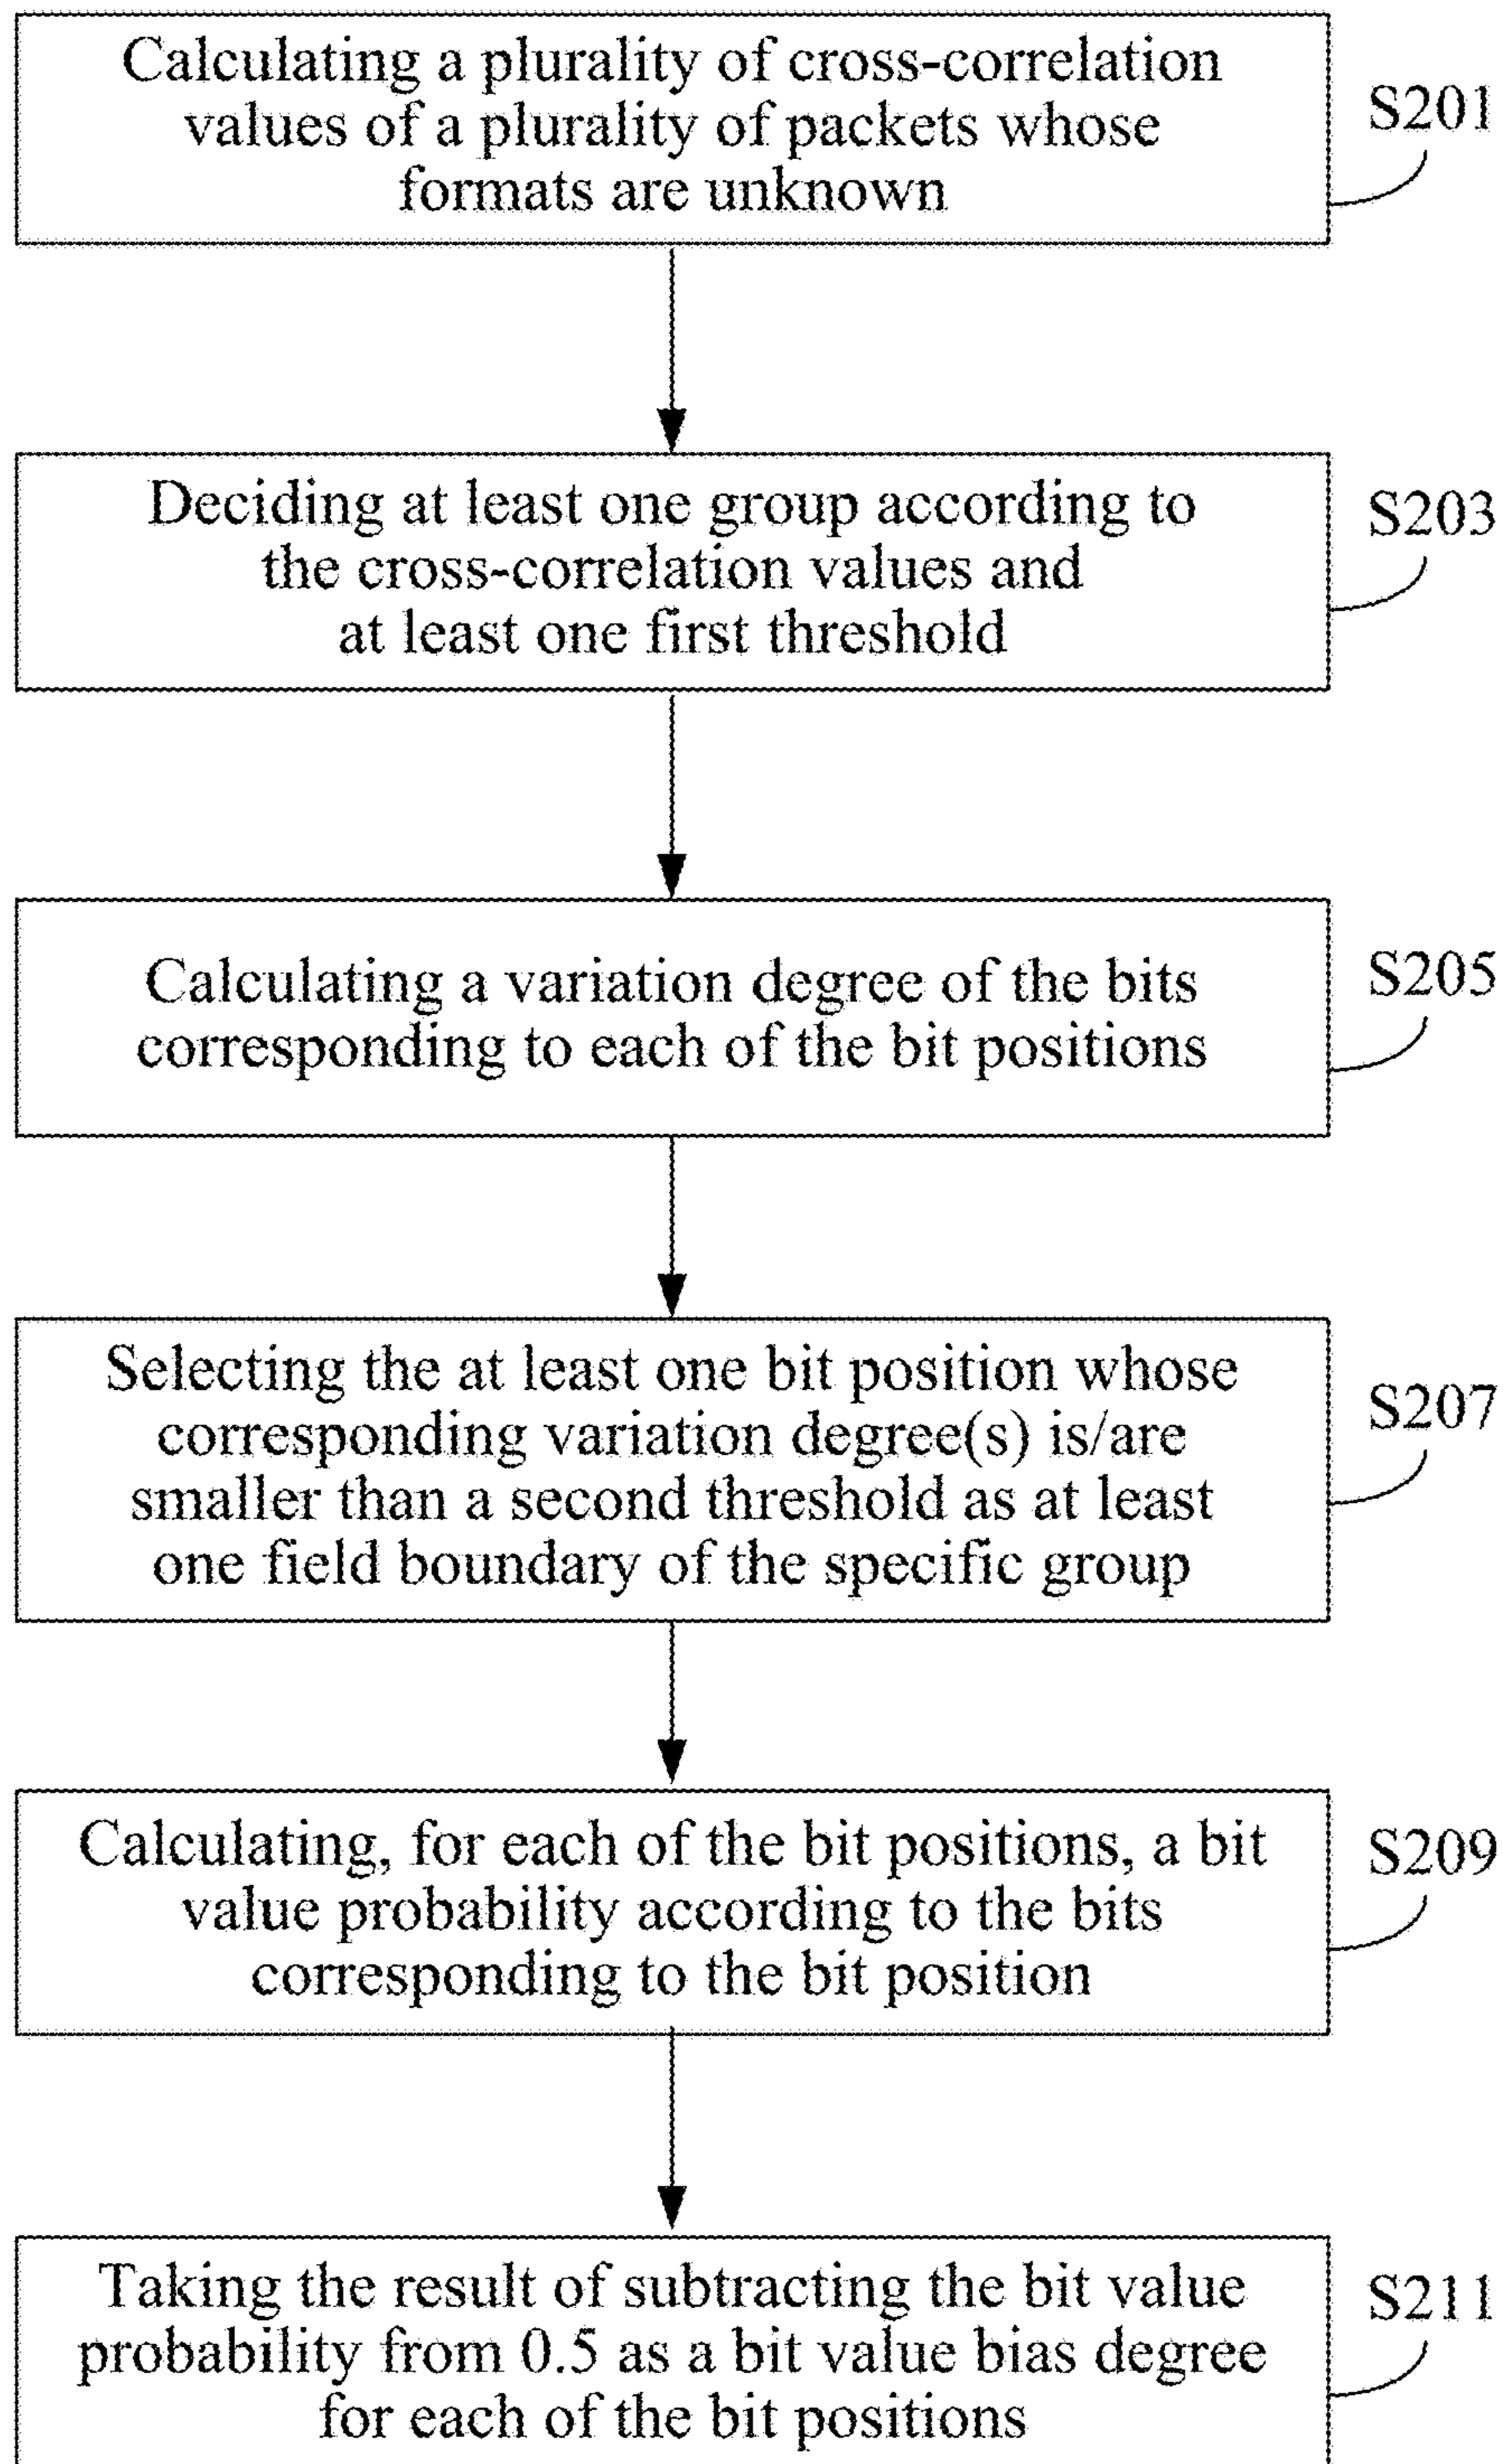 Calculating a plurality of cross-correlation
values of a plurality of packets whose
formats are unknown
S201
Deciding at least one group according to
the cross-correlation values and
at least one first threshold
S203
Calculating a variation degree of the bits
corresponding to each of the bit positions
S205
Selecting the at least one bit position whose
corresponding variation degree(s) is/are
smaller than a second threshold as at least
one field boundary of the specific group
S207
Calculating, for each of the bit positions, a bit
value probability according to the bits
corresponding to the bit position
S209
Taking the result of subtracting the bit value
probability from 0.5 as a bit value bias degree
for each of the bit positions
S211